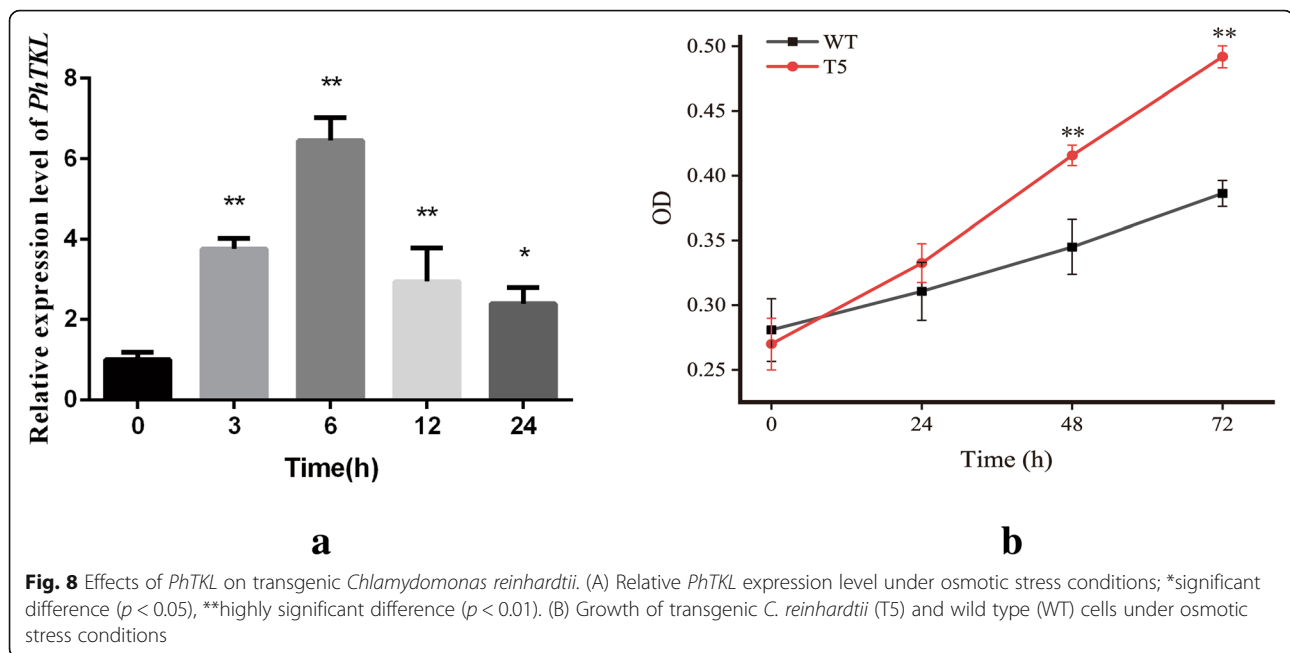 Relative expression level of PhTKL
8
6
4
2
0
**
**
**
*
0 3 6 12 24
Time(h)
a
WT
T5
OD
0.50
0.45
0.40
0.35
0.30
0.25
**
**
0 24 48 72
Time (h)
b
Fig. 8 Effects of PhTKL on transgenic Chlamydomonas reinhardtii. (A) Relative PhTKL expression level under osmotic stress conditions; *significant
difference (p < 0.05), **highly significant difference (p < 0.01). (B) Growth of transgenic C. reinhardtii (T5) and wild type (WT) cells under osmotic
stress conditions